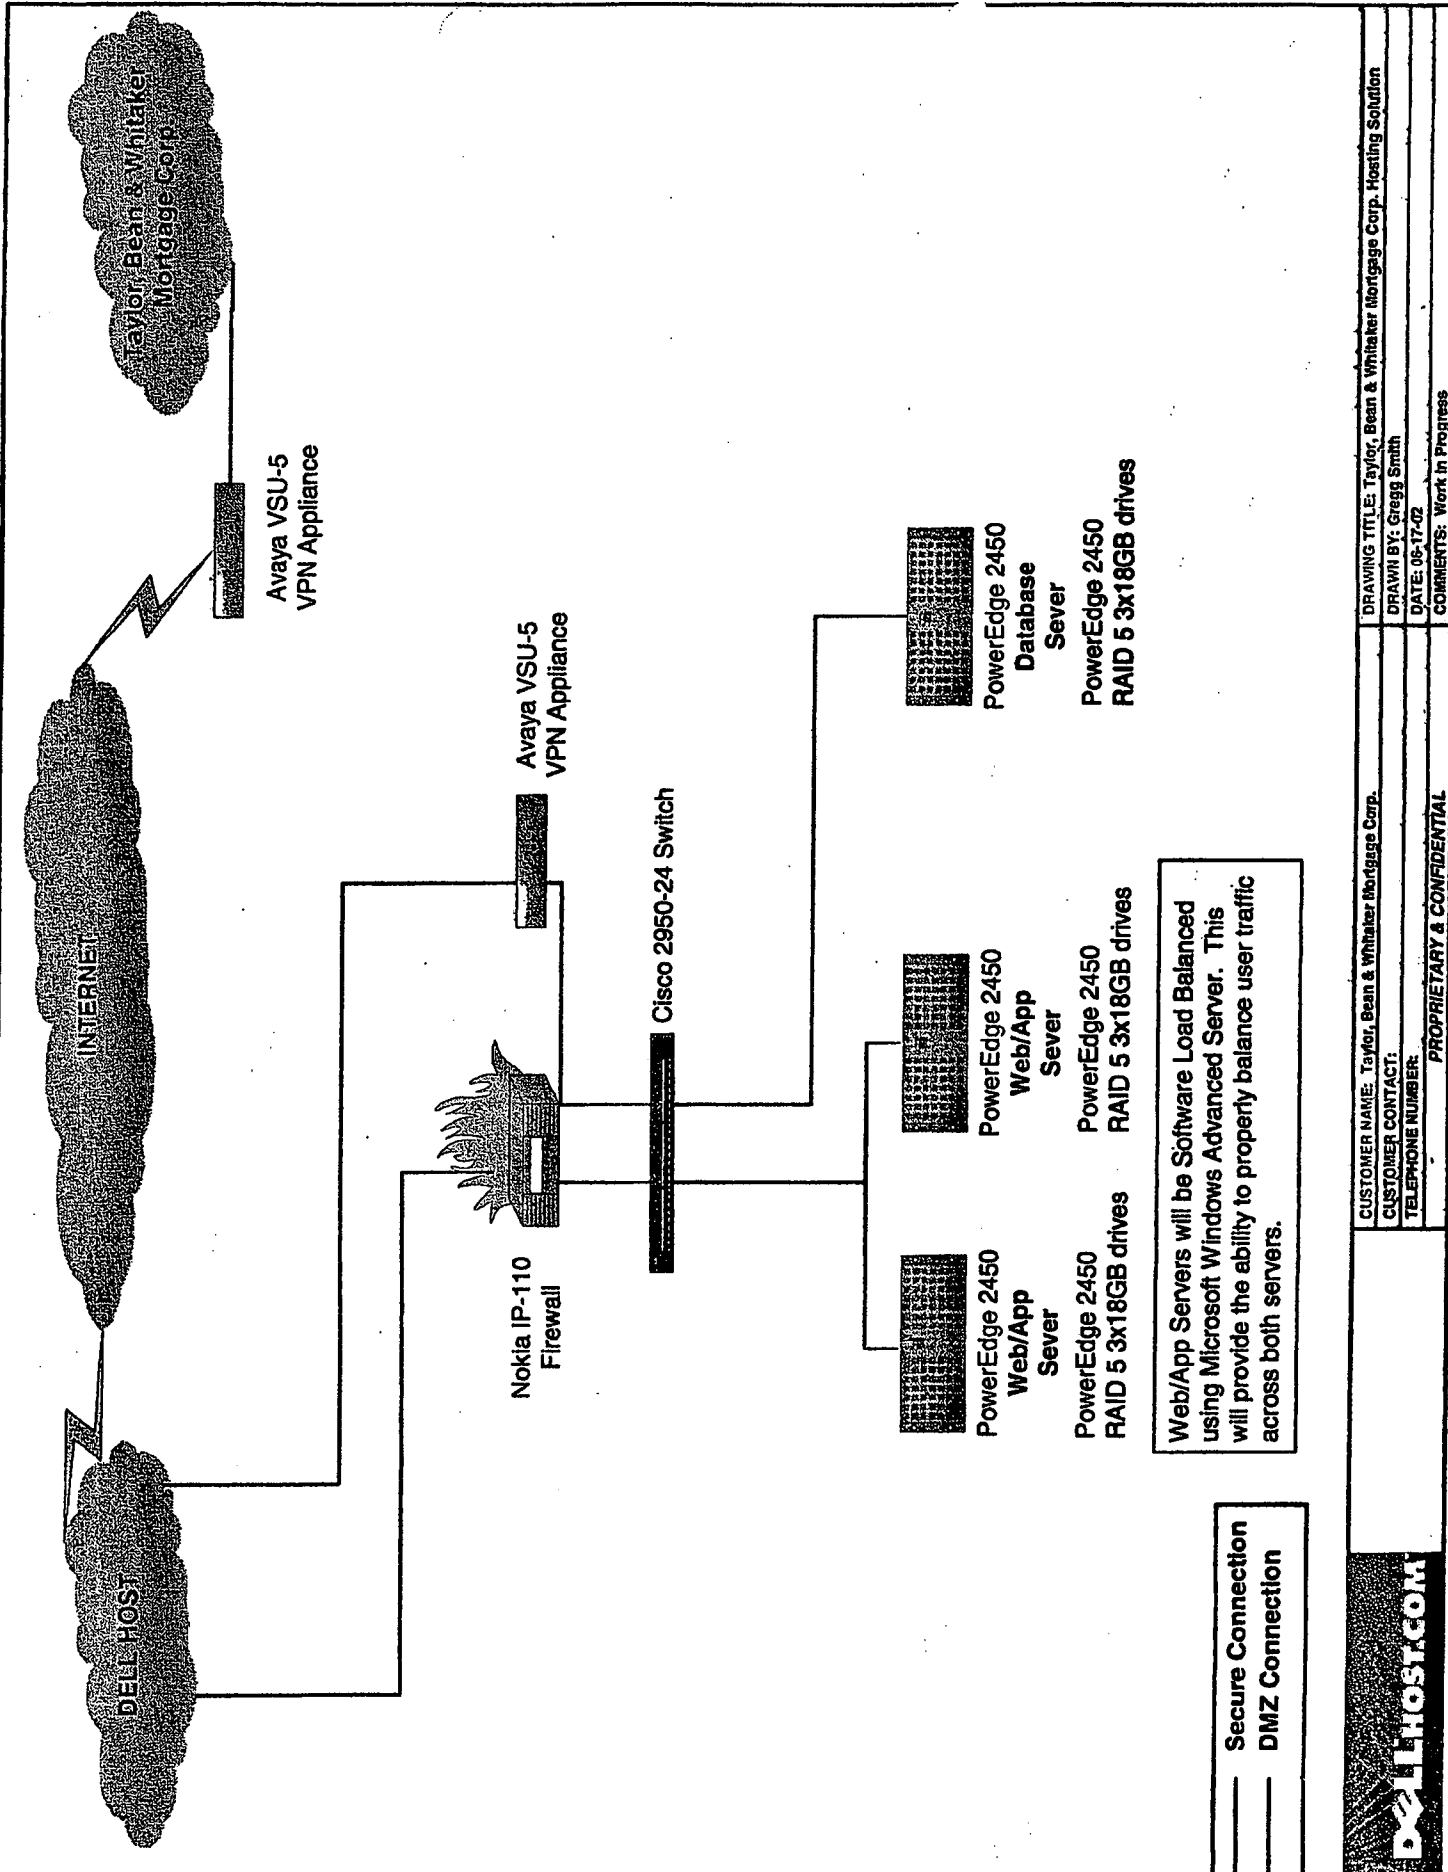 DELL HOST
INTERNET
Taylor, Bean & Whitaker
Mortgage Corp.
Avaya VSU-5
VPN Appliance
Nokia IP-110
Firewall
Avaya VSU-5
VPN Appliance
Cisco 2950-24 Switch
PowerEdge 2450
Web/App
Sever
PowerEdge 2450
RAID 5 3x18GB drives
PowerEdge 2450
Web/App
Sever
PowerEdge 2450
RAID 5 3x18GB drives
PowerEdge 2450
Database
Sever
PowerEdge 2450
RAID 5 3x18GB drives
Web/App Servers will be Software Load Balanced
using Microsoft Windows Advanced Server. This
will provide the ability to properly balance user traffic
across both servers.
Secure Connection
DMZ Connection
DELLHOST.COM
CUSTOMER NAME: Taylor, Bean & Whitaker Mortgage Corp.
CUSTOMER CONTACT:
TELEPHONE NUMBER:
PROPRIETARY & CONFIDENTIAL
DRAWING TITLE: Taylor, Bean & Whitaker Mortgage Corp. Hosting Solution
DRAWN BY: Gregg Smith
DATE: 06-17-02
COMMENTS: Work In Progress